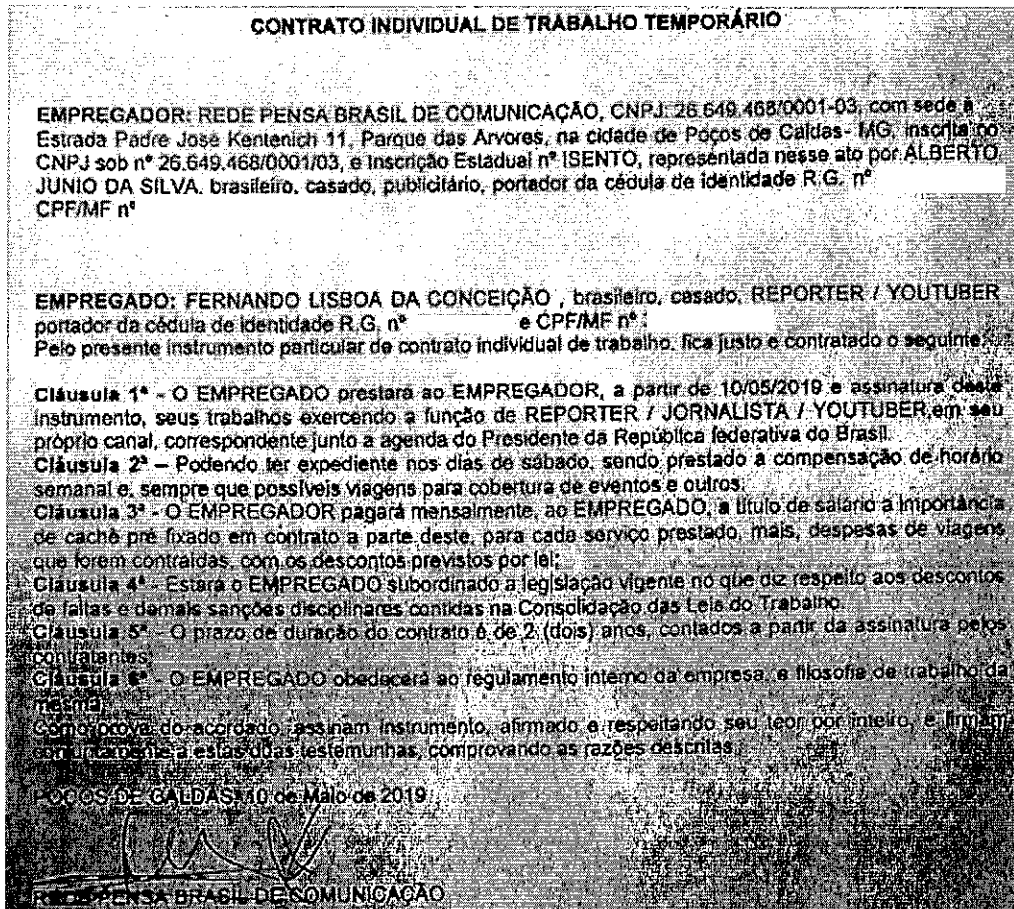 CONTRATO INDIVIDUAL DE TRABALHO TEMPORÁRIO
EMPREGADOR: REDE PENSA BRASIL DE COMUNICAÇÃO, CNPJ: 26.649.468/0001-03, com sede à
Estrada Padre José Kentenich 11, Parque das Arvores, na cidade de Poços de Caldas- MG, inscrita no
CNPJ sob nº 26.649.468/0001/03, e Inscrição Estadual nº ISENTO, representada nesse ato por ALBERTO
JUNIO DA SILVA, brasileiro, casado, publicitário, portador da cédula de identidade R.G. nº
CPF/MF nº
EMPREGADO: FERNANDO LISBOA DA CONCEIÇÃO , brasileiro, casado, REPORTER / YOUTUBER
portador da cédula de identidade R.G. nº e CPF/MF nº :
Pelo presente instrumento particular de contrato individual de trabalho, fica justo e contratado o seguinte:
Cláusula 1ª - O EMPREGADO prestará ao EMPREGADOR, a partir de 10/05/2019 e assinatura deste
instrumento, seus trabalhos exercendo a função de REPORTER / JORNALISTA / YOUTUBER,em seu
próprio canal, correspondente junto a agenda do Presidente da República federativa do Brasil.
Cláusula 2ª – Podendo ter expediente nos dias de sábado, sendo prestado a compensação de horário
semanal e, sempre que possíveis viagens para cobertura de eventos e outros;
Cláusula 3ª - O EMPREGADOR pagará mensalmente, ao EMPREGADO, a título de salário a importância
de cachê pré fixado em contrato a parte deste, para cada serviço prestado, mais, despesas de viagens
que forem contraídas, com os descontos previstos por lei;
Cláusula 4ª - Estará o EMPREGADO subordinado a legislação vigente no que diz respeito aos descontos
de faltas e demais sanções disciplinares contidas na Consolidação das Leis do Trabalho.
Cláusula 5ª - O prazo de duração do contrato é de 2 (dois) anos, contados a partir da assinatura pelos
contratantes;
Cláusula 6ª - O EMPREGADO obedecerá ao regulamento interno da empresa, e filosofia de trabalho da
mesma;
Como prova do acordado, assinam instrumento, afirmado e respeitando seu teor por inteiro, e firmam
conjuntamente a estas duas testemunhas, comprovando as razões descritas.
POÇOS DE CALDAS, 10 de Maio de 2019
REDE PENSA BRASIL DE COMUNICAÇÃO